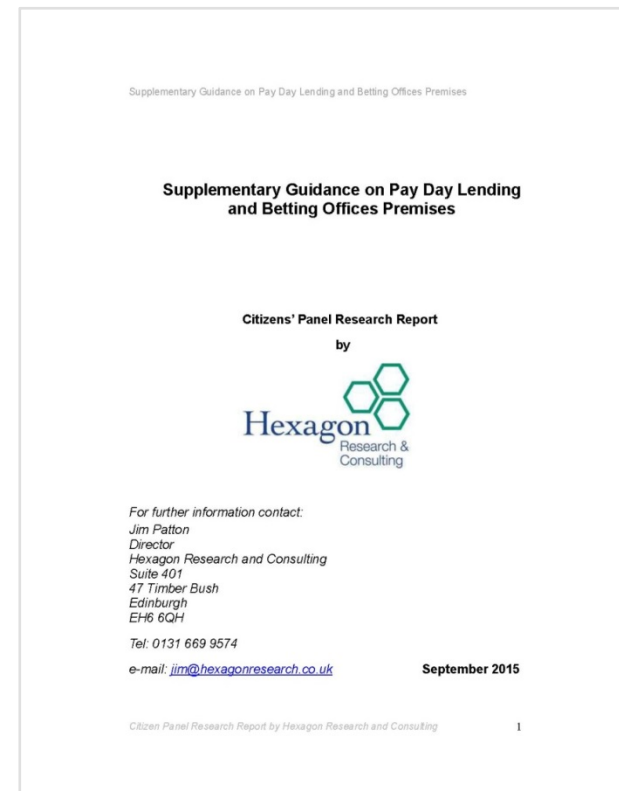 Supplementary Guidance on Pay Day Lending and Betting Offices Premises
Supplementary Guidance on Pay Day Lending
and Betting Offices Premises
Citizens' Panel Research Report
by
Hexagon
Research &
Consulting
For further information contact:
Jim Patton
Director
Hexagon Research and Consulting
Suite 401
47 Timber Bush
Edinburgh
EH6 6QH
Tel: 0131 669 9574
e-mail: jim@hexagonresearch.co.uk September 2015
Citizen Panel Research Report by Hexagon Research and Consulting 1